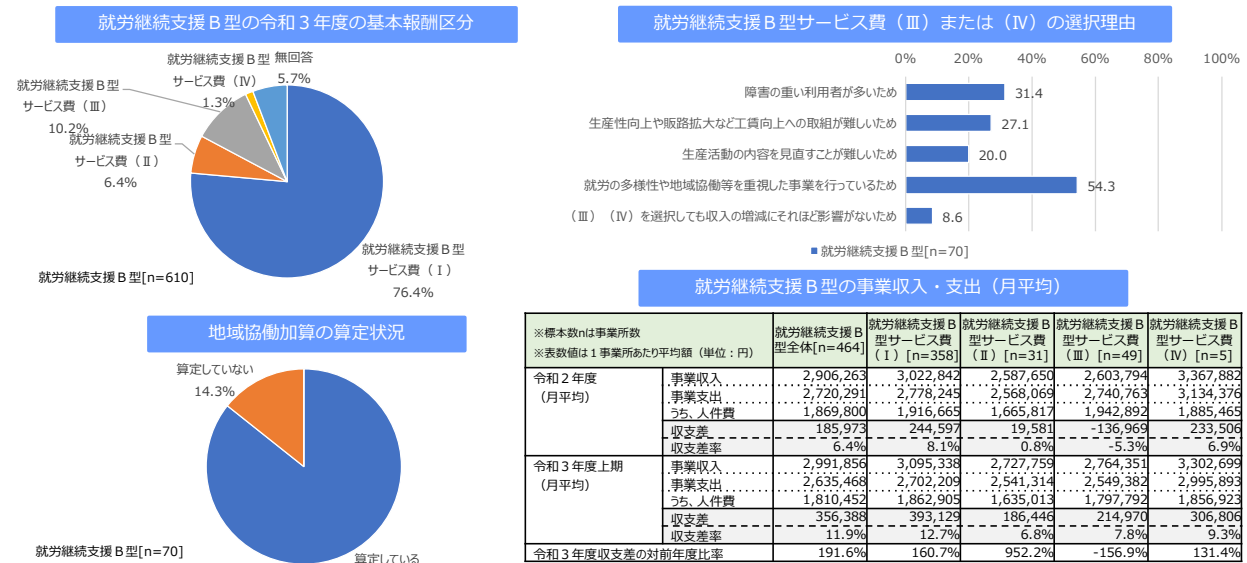 就労継続支援Ｂ型の令和３年度の基本報酬区分
就労継続支援Ｂ型
サービス費（Ⅳ）
1.3%
無回答
5.7%
就労継続支援Ｂ型
サービス費（Ⅲ）
10.2%
就労継続支援Ｂ型
サービス費（Ⅱ）
6.4%
就労継続支援Ｂ型
サービス費（Ⅰ）
76.4%
就労継続支援Ｂ型[n=610]
地域協働加算の算定状況
算定していない
14.3%
就労継続支援Ｂ型[n=70]
算定している
就労継続支援Ｂ型サービス費（Ⅲ）または（Ⅳ）の選択理由
0% 20% 40% 60% 80% 100%
障害の重い利用者が多いため 31.4
生産性向上や販路拡大など工賃向上への取組が難しいため 27.1
生産活動の内容を見直すことが難しいため 20.0
就労の多様性や地域協働等を重視した事業を行っているため 54.3
（Ⅲ）（Ⅳ）を選択しても収入の増減にそれほど影響がないため 8.6
就労継続支援Ｂ型[n=70]
就労継続支援Ｂ型の事業収入・支出（月平均）
※標本数nは事業所数
※表数値は１事業所あたり平均額（単位：円）
就労継続支援Ｂ
型全体[n=464]
就労継続支援Ｂ
型サービス費
（Ⅰ）[n=358]
就労継続支援Ｂ
型サービス費
（Ⅱ）[n=31]
就労継続支援Ｂ
型サービス費
（Ⅲ）[n=49]
就労継続支援Ｂ
型サービス費
（Ⅳ）[n=5]
令和２年度 事業収入 2,906,263 3,022,842 2,587,650 2,603,794 3,367,882
（月平均） 事業支出 2,720,291 2,778,245 2,568,069 2,740,763 3,134,376
うち、人件費 1,869,800 1,916,665 1,665,817 1,942,892 1,885,465
収支差 185,973 244,597 19,581 -136,969 233,506
収支差率 6.4% 8.1% 0.8% -5.3% 6.9%
令和３年度上期 事業収入 2,991,856 3,095,338 2,727,759 2,764,351 3,302,699
（月平均） 事業支出 2,635,468 2,702,209 2,541,314 2,549,382 2,995,893
うち、人件費 1,810,452 1,862,905 1,635,013 1,797,792 1,856,923
収支差 356,388 393,129 186,446 214,970 306,806
収支差率 11.9% 12.7% 6.8% 7.8% 9.3%
令和３年度収支差の対前年度比率 191.6% 160.7% 952.2% -156.9% 131.4%